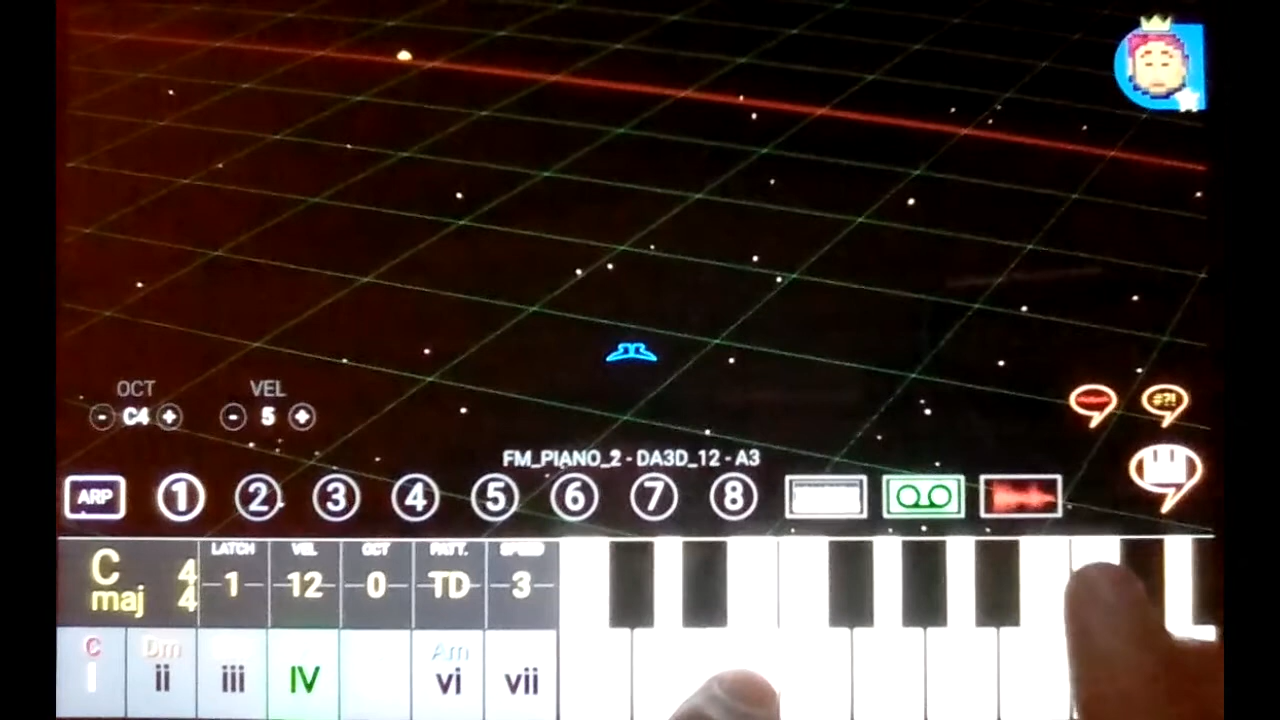 OCT VEL
- C4 + - 5 +
#?!
FM_PIANO_2 - DA3D_12 - A3
ARP 1 2 3 4 5 6 7 8
LATCH VEL OCT PATT. SPEED
C 4 1 12 0 TD 3
maj 4
C Dm Am
I ii iii IV vi vii